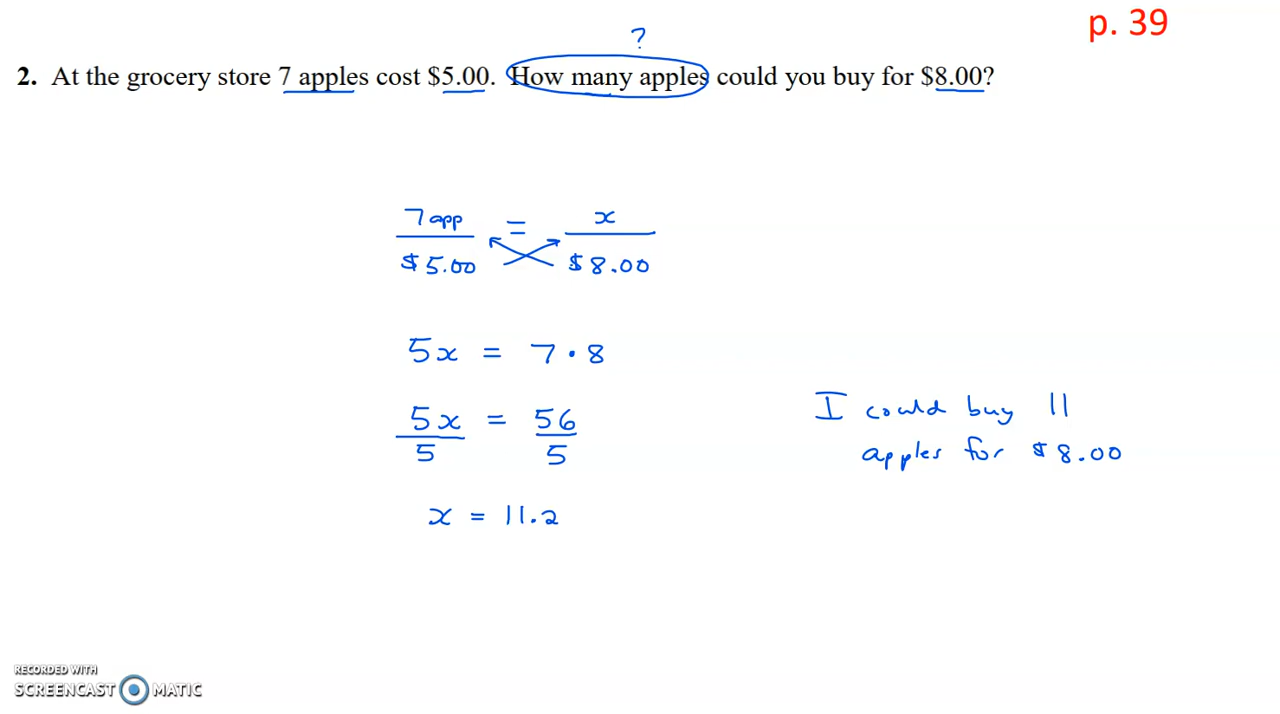 p. 39
?
2. At the grocery store 7 apples cost $5.00. How many apples could you buy for $8.00?
7 app = x
$5.00 $8.00
5x = 7 · 8
5x = 56
5 5
x = 11.2
I could buy 11
apples for $8.00
RECORDED WITH
SCREENCAST MATIC